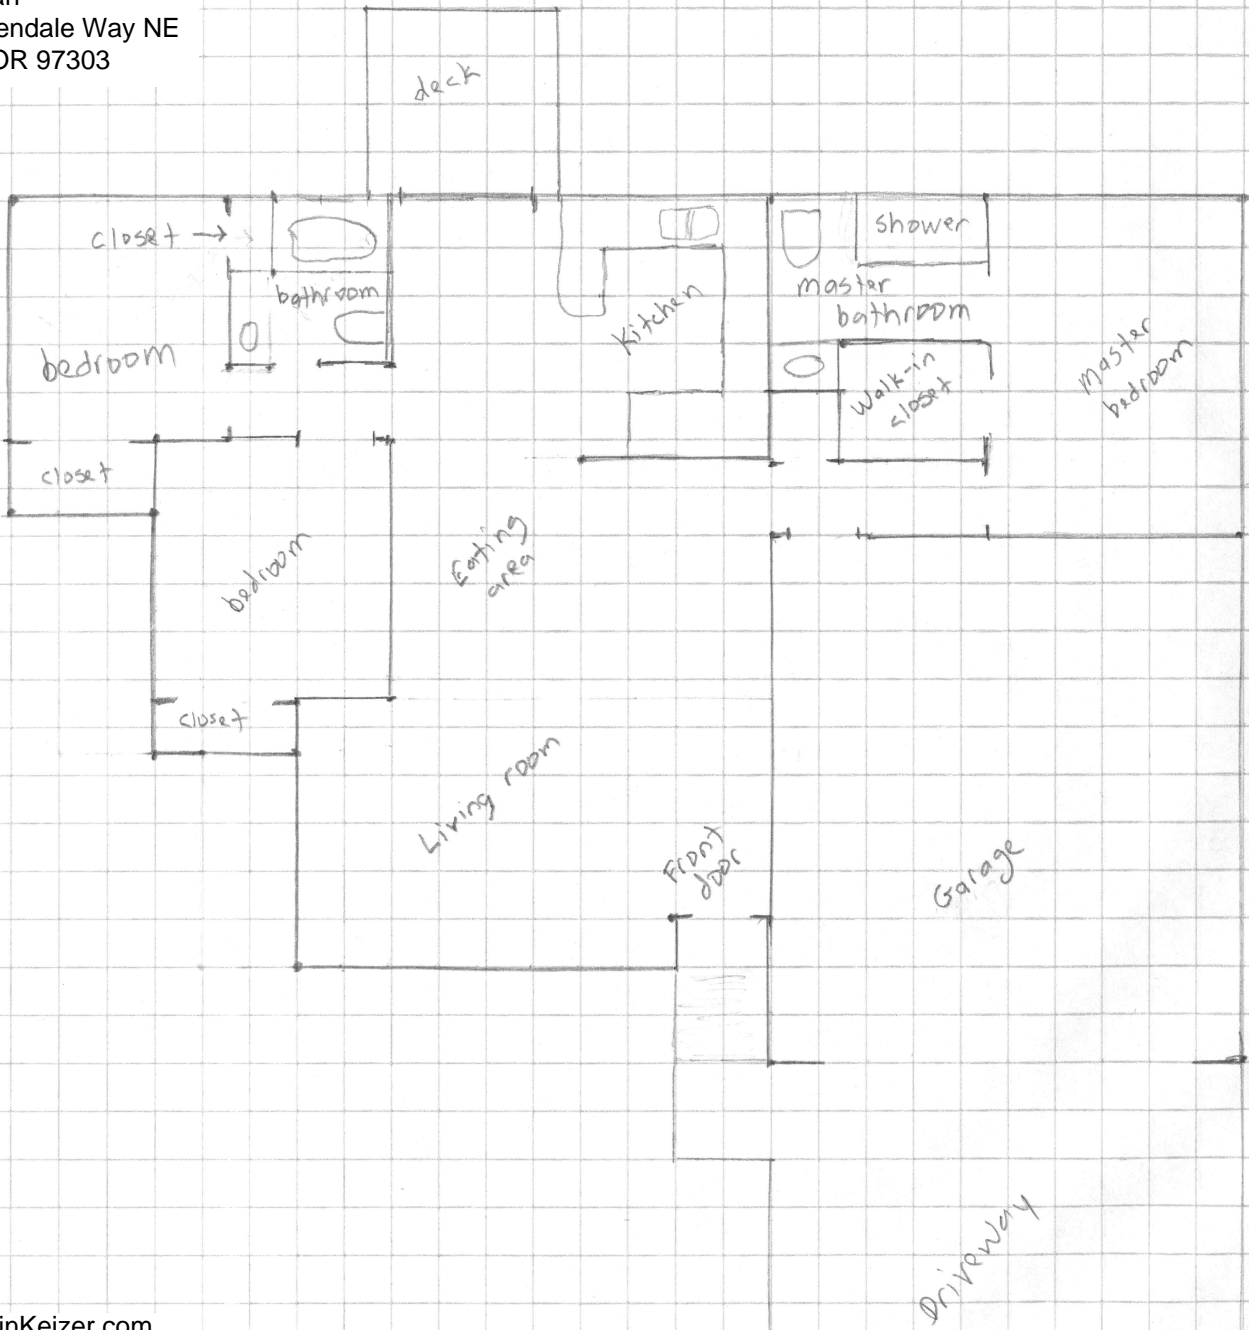 endale Way NE
OR 97303
deck
closet →
shower
bathroom
master
bathroom
Kitchen
bedroom
master
bedroom
Walk-in
closet
closet
Eating
area
bedroom
closet
Living room
Front
door
Garage
Driveway
inKeizer.com